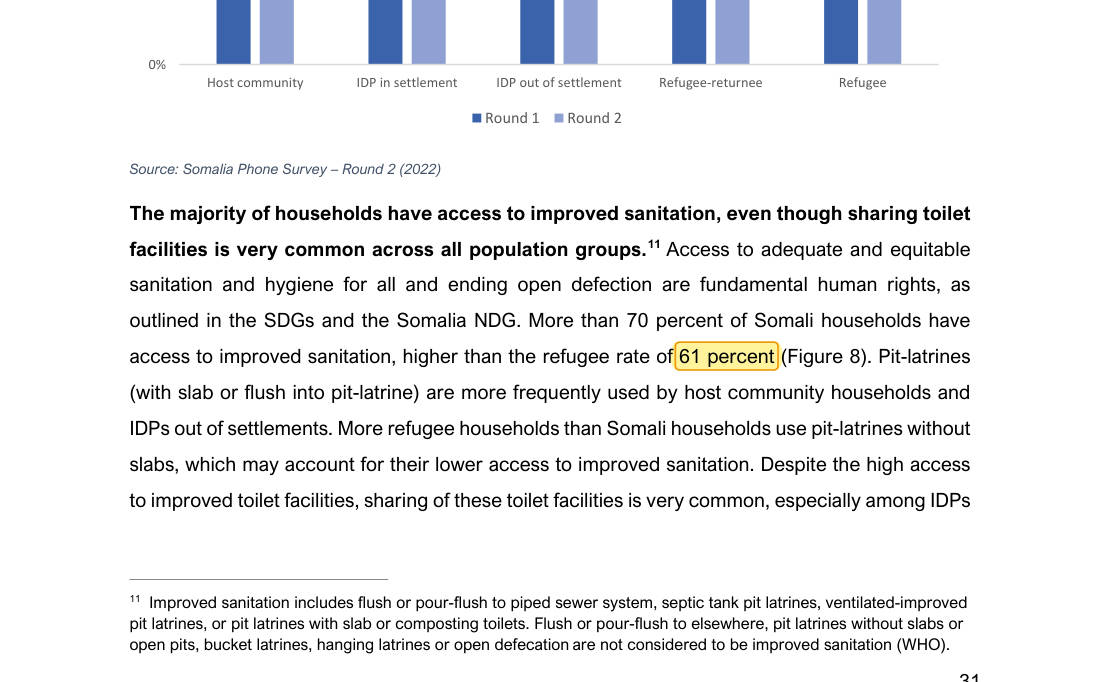 0%
Host community IDP in settlement IDP out of settlement Refugee-returnee Refugee
Round 1 Round 2
Source: Somalia Phone Survey – Round 2 (2022)
The majority of households have access to improved sanitation, even though sharing toilet
facilities is very common across all population groups.11 Access to adequate and equitable
sanitation and hygiene for all and ending open defection are fundamental human rights, as
outlined in the SDGs and the Somalia NDG. More than 70 percent of Somali households have
access to improved sanitation, higher than the refugee rate of 61 percent (Figure 8). Pit-latrines
(with slab or flush into pit-latrine) are more frequently used by host community households and
IDPs out of settlements. More refugee households than Somali households use pit-latrines without
slabs, which may account for their lower access to improved sanitation. Despite the high access
to improved toilet facilities, sharing of these toilet facilities is very common, especially among IDPs
11 Improved sanitation includes flush or pour-flush to piped sewer system, septic tank pit latrines, ventilated-improved
pit latrines, or pit latrines with slab or composting toilets. Flush or pour-flush to elsewhere, pit latrines without slabs or
open pits, bucket latrines, hanging latrines or open defecation are not considered to be improved sanitation (WHO).
31